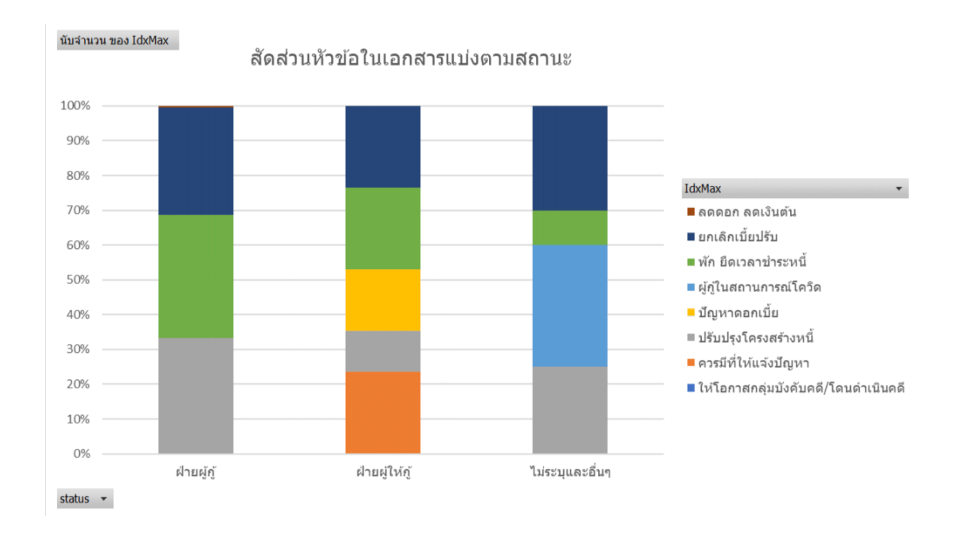 นับจำนวน ของ IdxMax
สัดส่วนหัวข้อในเอกสารแบ่งตามสถานะ
100%
90%
80%
70%
60%
50%
40%
30%
20%
10%
0%
ฝ่ายผู้กู้
ฝ่ายผู้ให้กู้
ไม่ระบุและอื่นๆ
IdxMax
ลดดอก ลดเงินต้น
ยกเลิกเบี้ยปรับ
พัก ยืดเวลาชำระหนี้
ผู้กู้ในสถานการณ์โควิด
ปัญหาดอกเบี้ย
ปรับปรุงโครงสร้างหนี้
ควรมีที่ให้แจ้งปัญหา
ให้โอกาสกลุ่มบังคับคดี/โดนดำเนินคดี
status